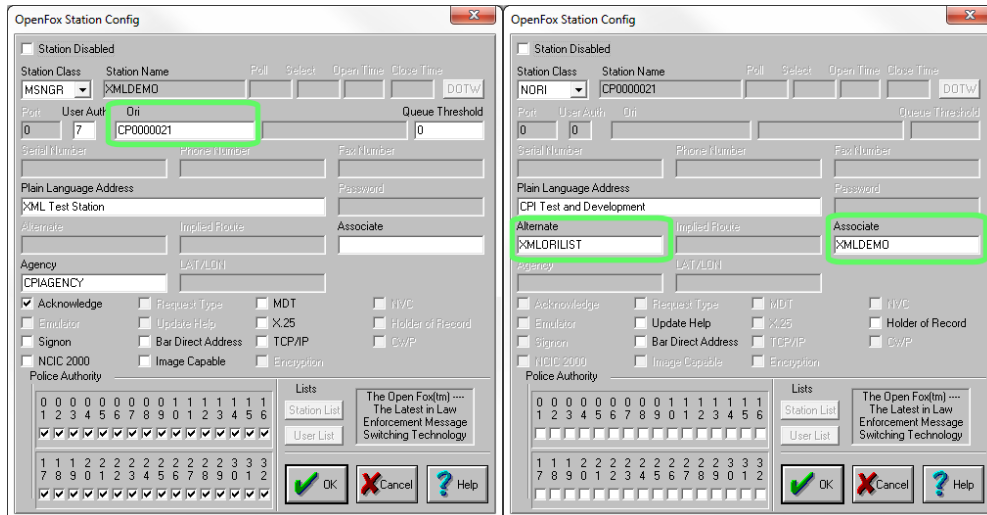 OpenFox Station Config
Station Disabled
Station Class Station Name Poll Select Open Time Close Time
MSNGR XMLDEMO DOTW
Port User Auth Ori Queue Threshold
0 7 CP0000021 0
Serial Number Phone Number Fax Number
Plain Language Address Password
XML Test Station
Alternate Implied Route Associate
Agency LAT/LON
CPIAGENCY
Acknowledge Request Type MDT NVC
Emulator Update Help X.25 Holder of Record
Signon Bar Direct Address TCP/IP CWP
NCIC 2000 Image Capable Encryption
Police Authority
0 0 0 0 0 0 0 0 0 1 1 1 1 1 1 1
1 2 3 4 5 6 7 8 9 0 1 2 3 4 5 6
1 1 1 2 2 2 2 2 2 2 2 2 2 3 3 3
7 8 9 0 1 2 3 4 5 6 7 8 9 0 1 2
Lists
Station List
User List
The Open Fox(tm) ----
The Latest in Law
Enforcement Message
Switching Technology
OK Cancel Help
OpenFox Station Config
Station Disabled
Station Class Station Name Poll Select Open Time Close Time
NORI CP0000021 DOTW
Port User Auth Ori Queue Threshold
0 0
Serial Number Phone Number Fax Number
Plain Language Address Password
CPI Test and Development
Alternate Implied Route Associate
XMLORILIST XMLDEMO
Agency LAT/LON
Acknowledge Request Type MDT NVC
Emulator Update Help X.25 Holder of Record
Signon Bar Direct Address TCP/IP CWP
NCIC 2000 Image Capable Encryption
Police Authority
0 0 0 0 0 0 0 0 0 1 1 1 1 1 1 1
1 2 3 4 5 6 7 8 9 0 1 2 3 4 5 6
1 1 1 2 2 2 2 2 2 2 2 2 2 3 3 3
7 8 9 0 1 2 3 4 5 6 7 8 9 0 1 2
Lists
Station List
User List
The Open Fox(tm) ----
The Latest in Law
Enforcement Message
Switching Technology
OK Cancel Help